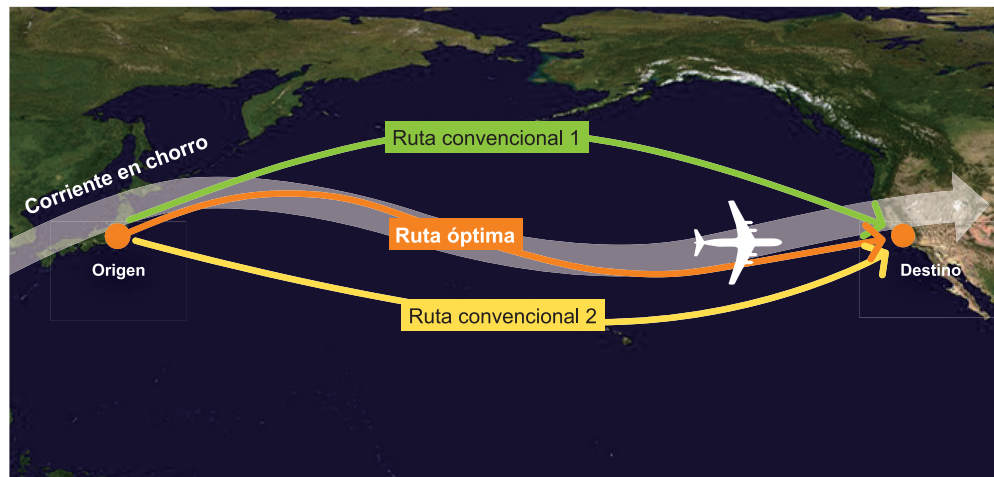 Ruta convencional 1
Corriente en chorro
Ruta óptima
Origen
Destino
Ruta convencional 2